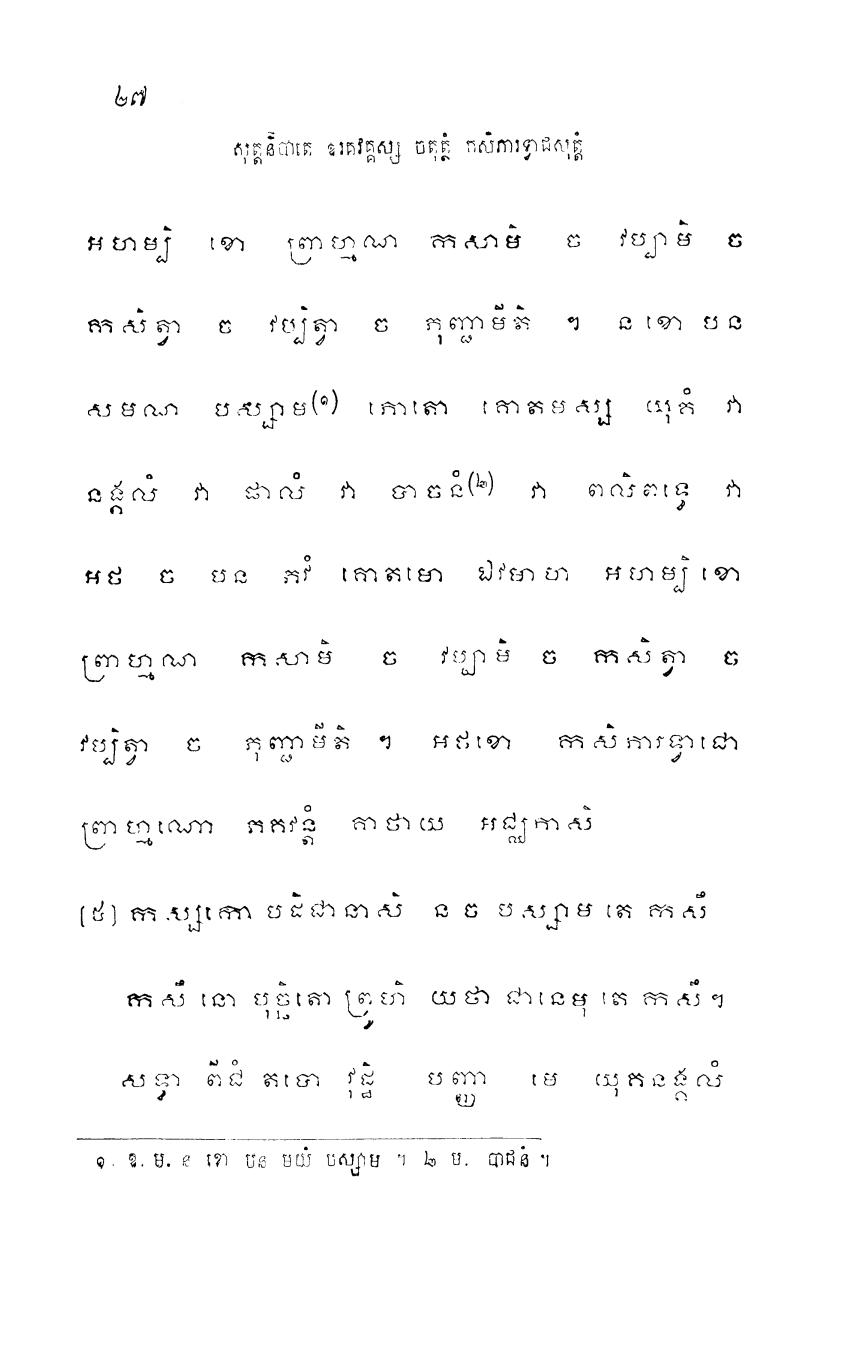 ២៧
សុត្តនិបាតេ ឧរគវគ្គស្ស ចតុត្ថំ កសិភារទ្វាជសុត្តំ
អហម្បិ ខោ ព្រាហ្មណ កសាមិ ច វប្បាមិ ច
កសិត្វា ច វប្បិត្វា ច ភុញ្ជាមីតិ ។ ន ខោ បន
សមណ បស្សាម(១) ភោតោ គោតមស្ស យុគំ វា
នង្គលំ វា ផាលំ វា បាចនំ(២) វា ពលិពទ្ទេ វា
អថ ច បន ភវំ គោតមោ ឯវមាហ អហម្បិ ខោ
ព្រាហ្មណ កសាមិ ច វប្បាមិ ច កសិត្វា ច
វប្បិត្វា ច ភុញ្ជាមីតិ ។ អថខោ កសិភារទ្វាជោ
ព្រាហ្មណោ ភគវន្តំ គាថាយ អជ្ឈភាសិ
[៥] កស្សកោ បដិជានាសិ ន ច បស្សាម តេ កសឹ
កសឹ នោ បុច្ឆិតោ ព្រូហិ យថា ជានេមុ តេ កសឹ ។
សទ្ធា ពីជំ តបោ វុដ្ឋិ បញ្ញា មេ យុគនង្គលំ
១. ឧ. ម. ន ខោ បន មយំ បស្សាម ។ ២ ម. បាជនំ ។